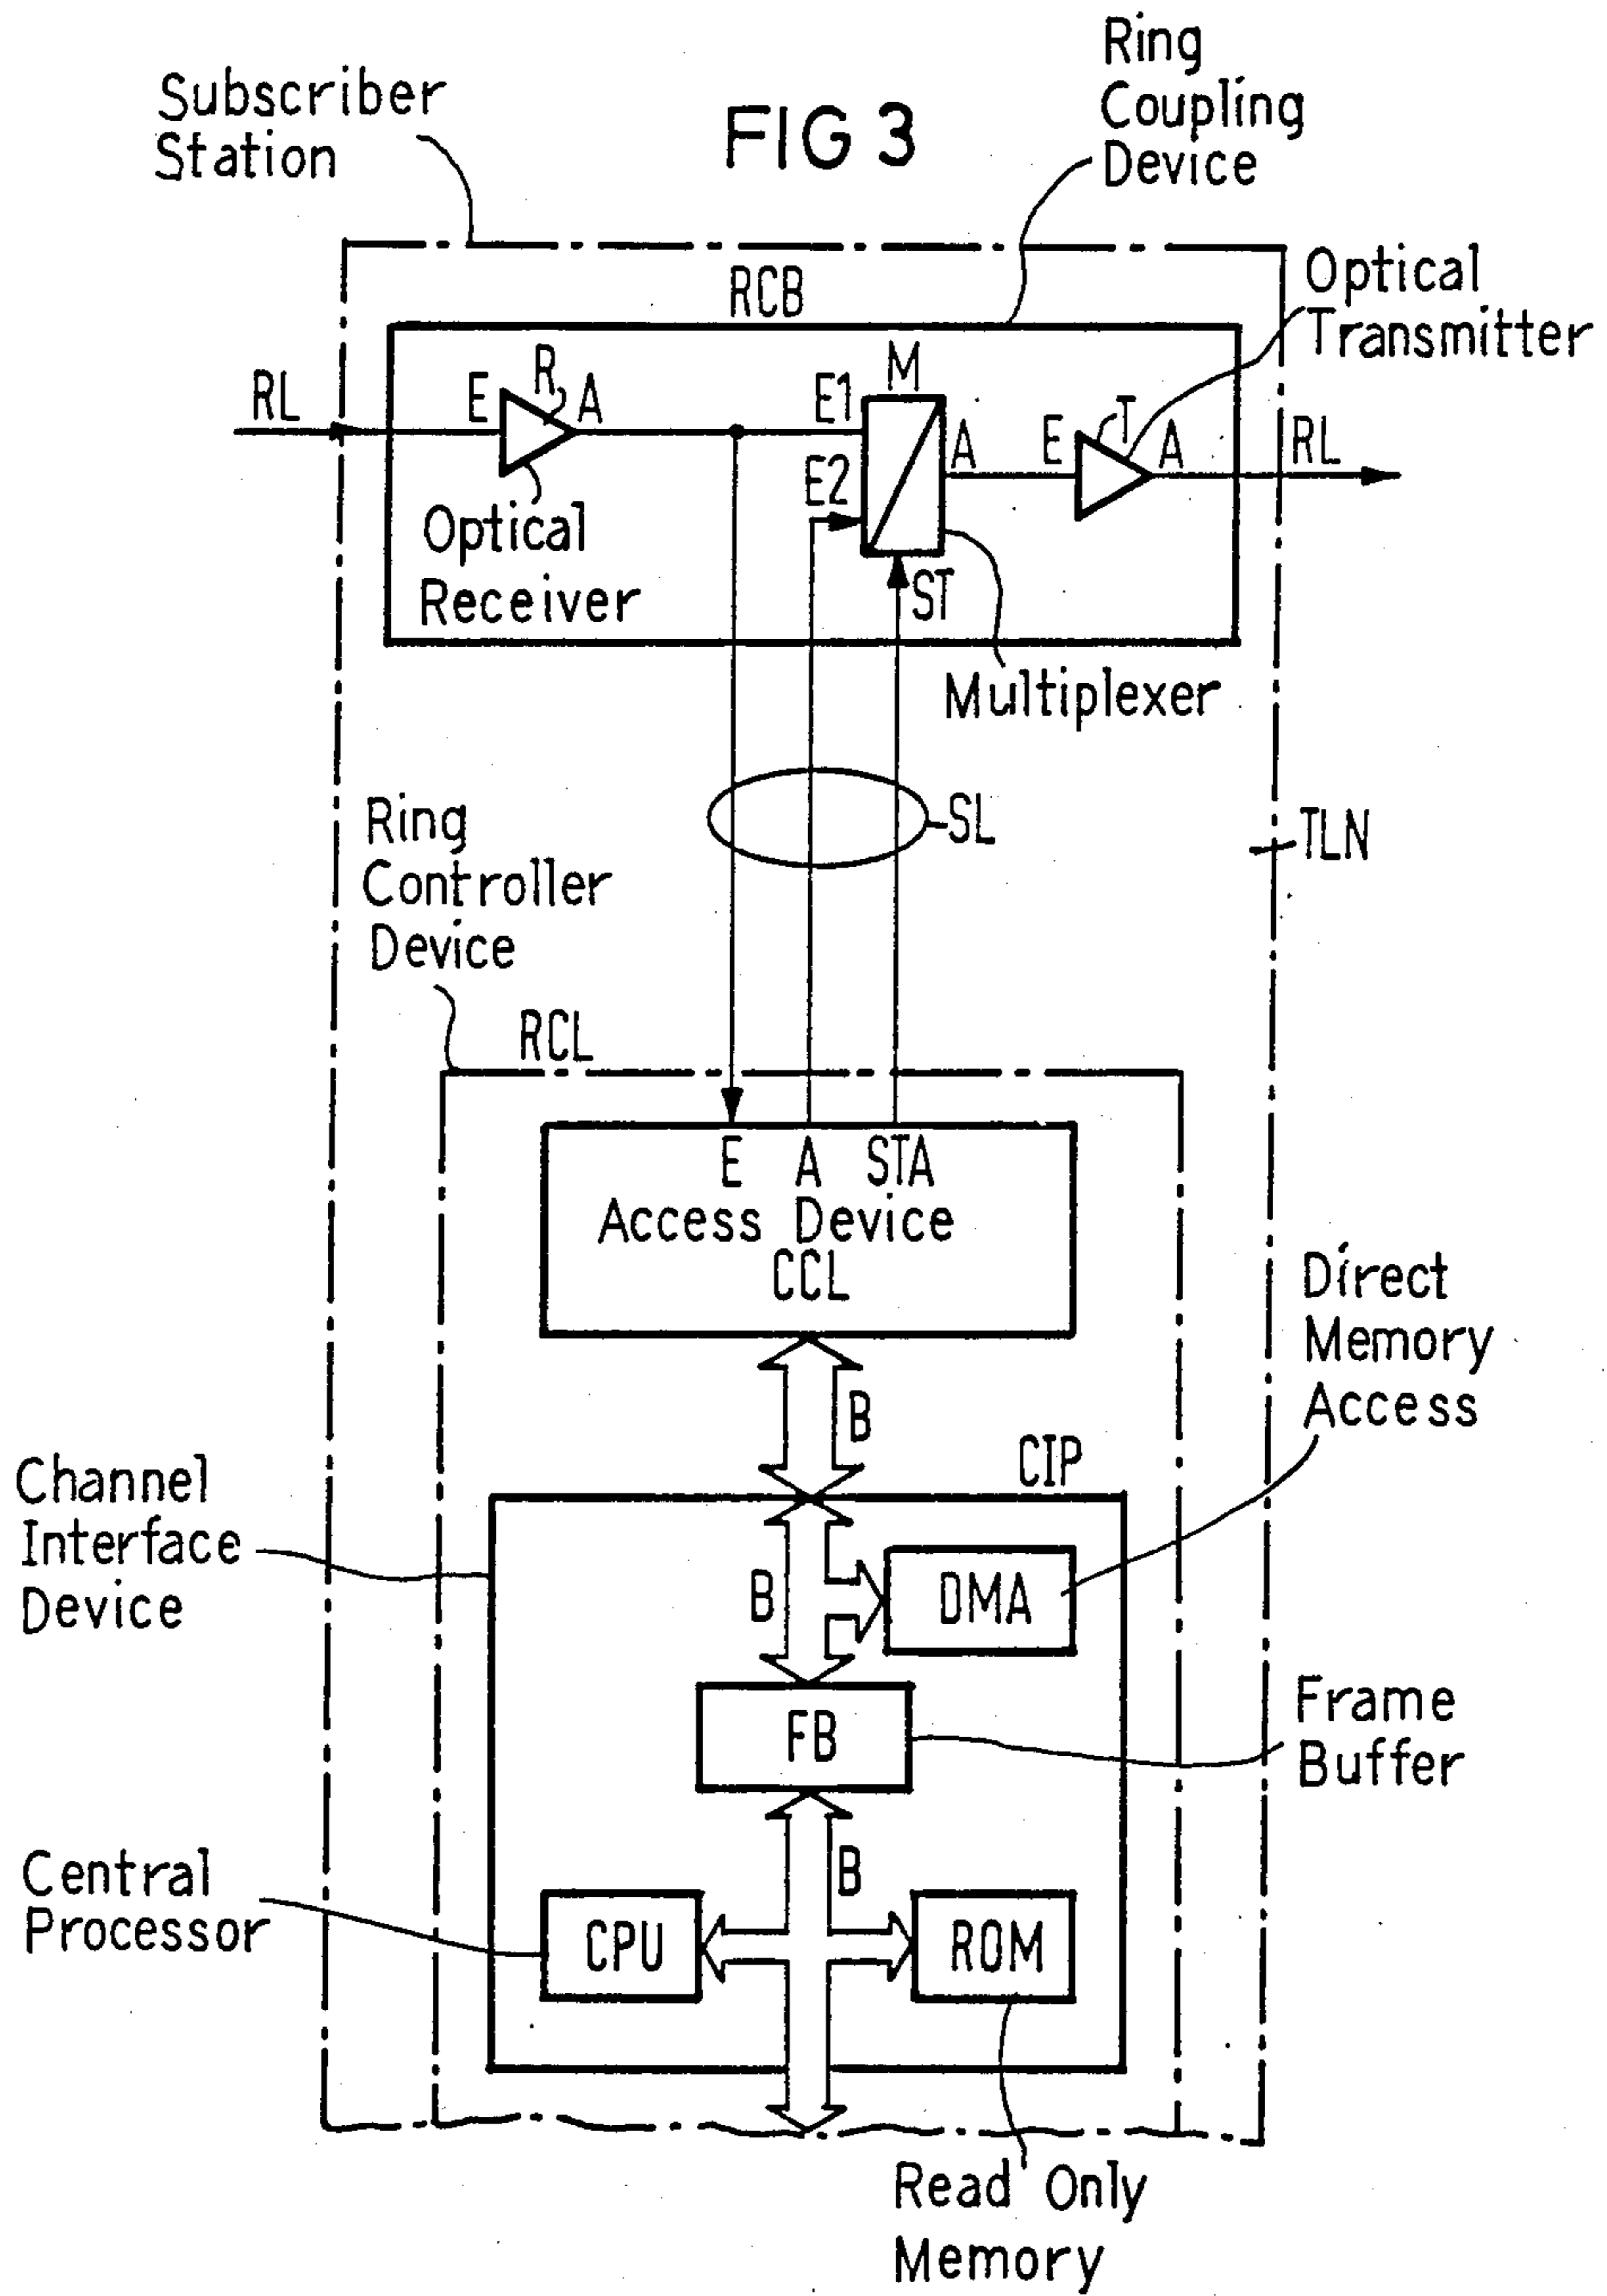 FIG 3
Subscriber
Station
Ring
Coupling
Device
RCB
Optical
Transmitter
RL
E
R
A
E1
M
E2
A
E
T
A
RL
Optical
Receiver
ST
Multiplexer
SL
TLN
Ring
Controller
Device
RCL
E A STA
Access Device
CCL
B
Direct
Memory
Access
CIP
Channel
Interface
Device
B
DMA
FB
Frame
Buffer
B
Central
Processor
CPU
ROM
Read Only
Memory